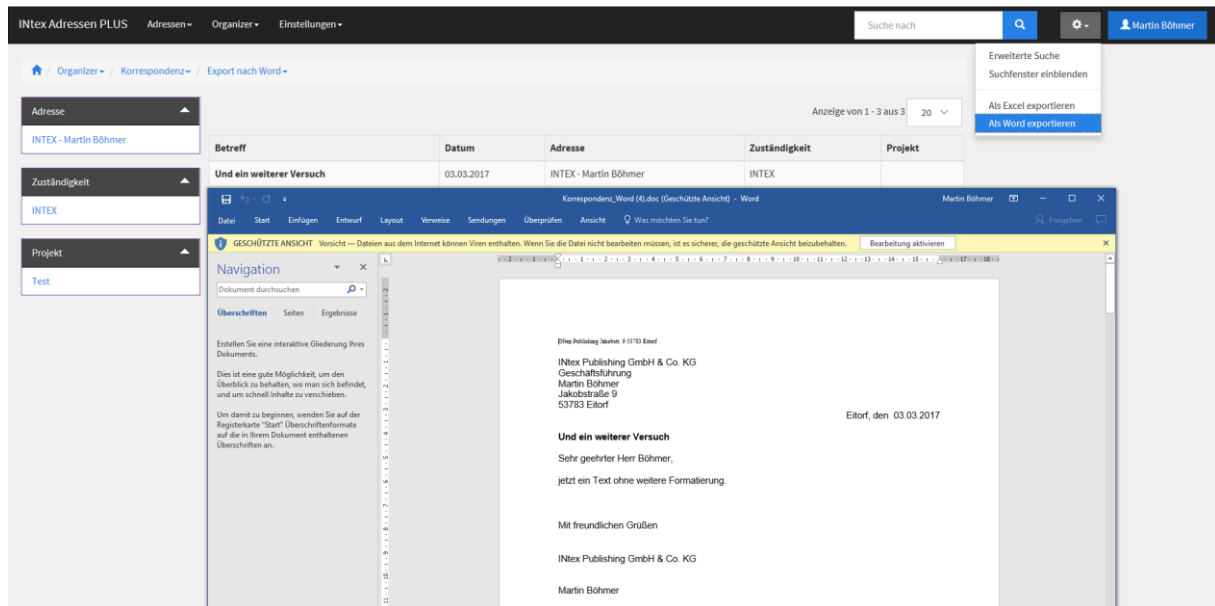 INtex Adressen PLUS Adressen Organizer Einstellungen Suche nach Martin Böhmer
Erweiterte Suche
Suchfenster einblenden
Als Excel exportieren
Als Word exportieren
/ Organizer / Korrespondenz / Export nach Word
Adresse
INTEX - Martin Böhmer
Zuständigkeit
INTEX
Projekt
Test
Anzeige von 1 - 3 aus 3 20
Betreff Datum Adresse Zuständigkeit Projekt
Und ein weiterer Versuch 03.03.2017 INTEX - Martin Böhmer INTEX
Korrespondenz_Word (4).doc (Geschützte Ansicht) - Word Martin Böhmer
Datei Start Einfügen Entwurf Layout Verweise Sendungen Überprüfen Ansicht Was möchten Sie tun? Freigeben
GESCHÜTZTE ANSICHT Vorsicht — Dateien aus dem Internet können Viren enthalten. Wenn Sie die Datei nicht bearbeiten müssen, ist es sicherer, die geschützte Ansicht beizubehalten. Bearbeitung aktivieren
Navigation
Dokument durchsuchen
Überschriften Seiten Ergebnisse
Erstellen Sie eine interaktive Gliederung Ihres
Dokuments.
Dies ist eine gute Möglichkeit, um den
Überblick zu behalten, wo man sich befindet,
und um schnell Inhalte zu verschieben.
Um damit zu beginnen, wenden Sie auf der
Registerkarte "Start" Überschriftenformate
auf die in Ihrem Dokument enthaltenen
Überschriften an.
INtex Publishing Jakobstr. 9 53783 Eitorf
INtex Publishing GmbH & Co. KG
Geschäftsführung
Martin Böhmer
Jakobstraße 9
53783 Eitorf
Eitorf, den 03.03.2017
Und ein weiterer Versuch
Sehr geehrter Herr Böhmer,
jetzt ein Text ohne weitere Formatierung.
Mit freundlichen Grüßen
INtex Publishing GmbH & Co. KG
Martin Böhmer